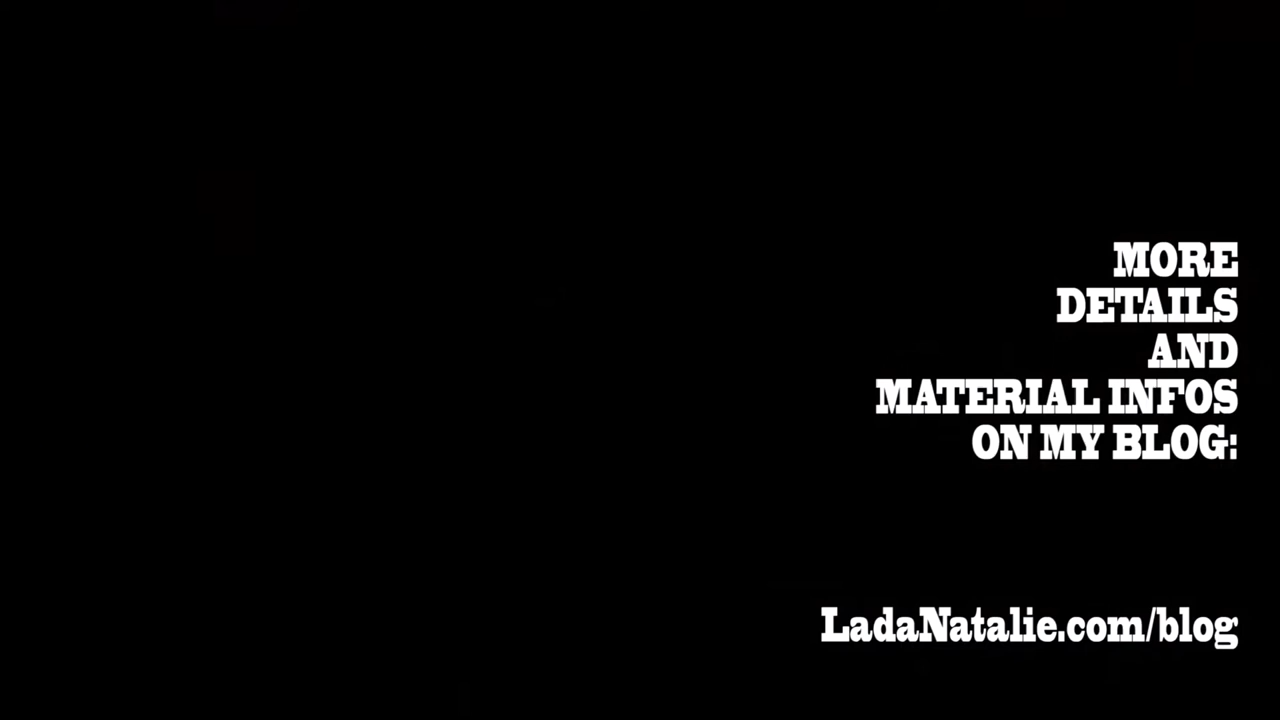 MORE
DETAILS
AND
MATERIAL INFOS
ON MY BLOG:
LadaNatalie.com/blog